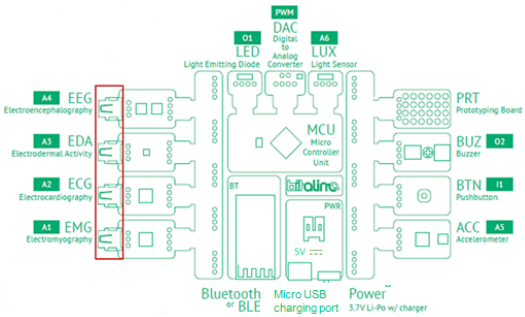 PWM
DAC
Digital
to
Analog
Converter
O1
LED
Light Emitting Diode
A6
LUX
Light Sensor
A4
EEG
Electroencephalography
A3
EDA
Electrodermal Activity
A2
ECG
Electrocardiography
A1
EMG
Electromyography
MCU
Micro
Controller
Unit
BT
bitalino
PWR
5V
PRT
Prototyping Board
BUZ
O2
Buzzer
BTN
I1
Pushbutton
ACC
A5
Accelerometer
Bluetooth
or BLE
Micro USB
charging port
Power
3.7V Li-Po w/ charger